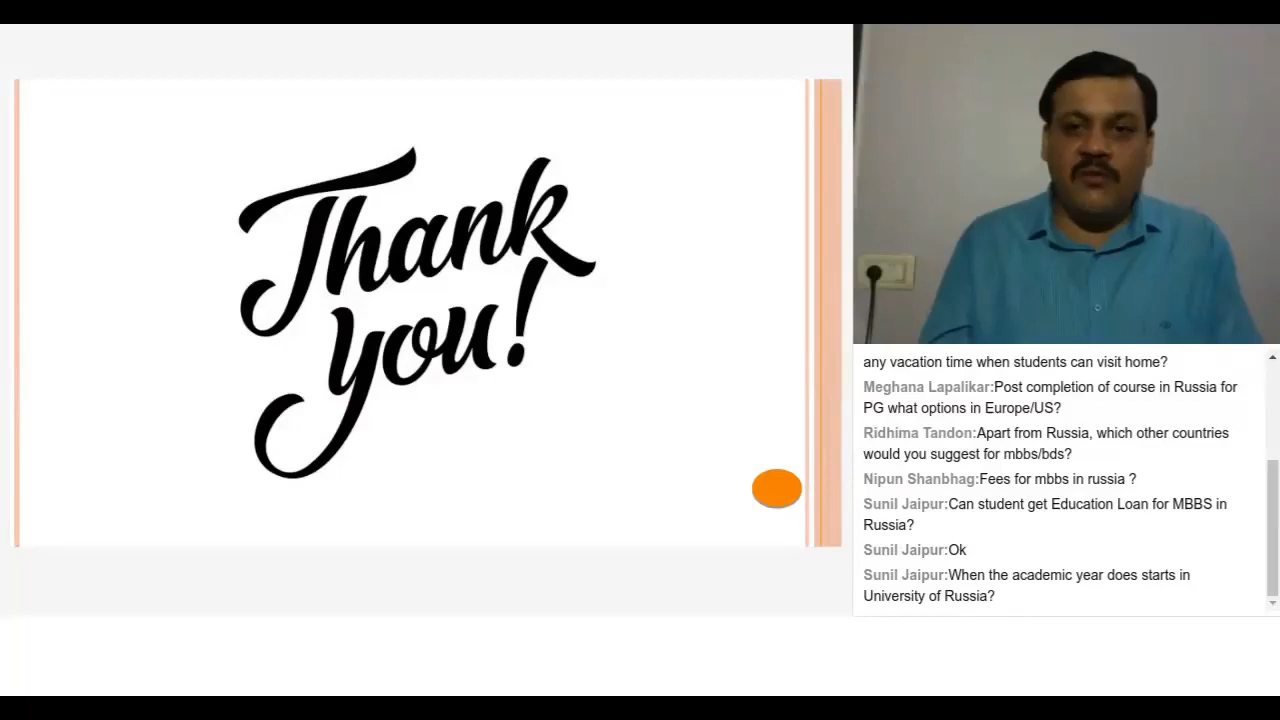 Thank
you!
any vacation time when students can visit home?
Meghana Lapalikar:Post completion of course in Russia for
PG what options in Europe/US?
Ridhima Tandon:Apart from Russia, which other countries
would you suggest for mbbs/bds?
Nipun Shanbhag:Fees for mbbs in russia ?
Sunil Jaipur:Can student get Education Loan for MBBS in
Russia?
Sunil Jaipur:Ok
Sunil Jaipur:When the academic year does starts in
University of Russia?